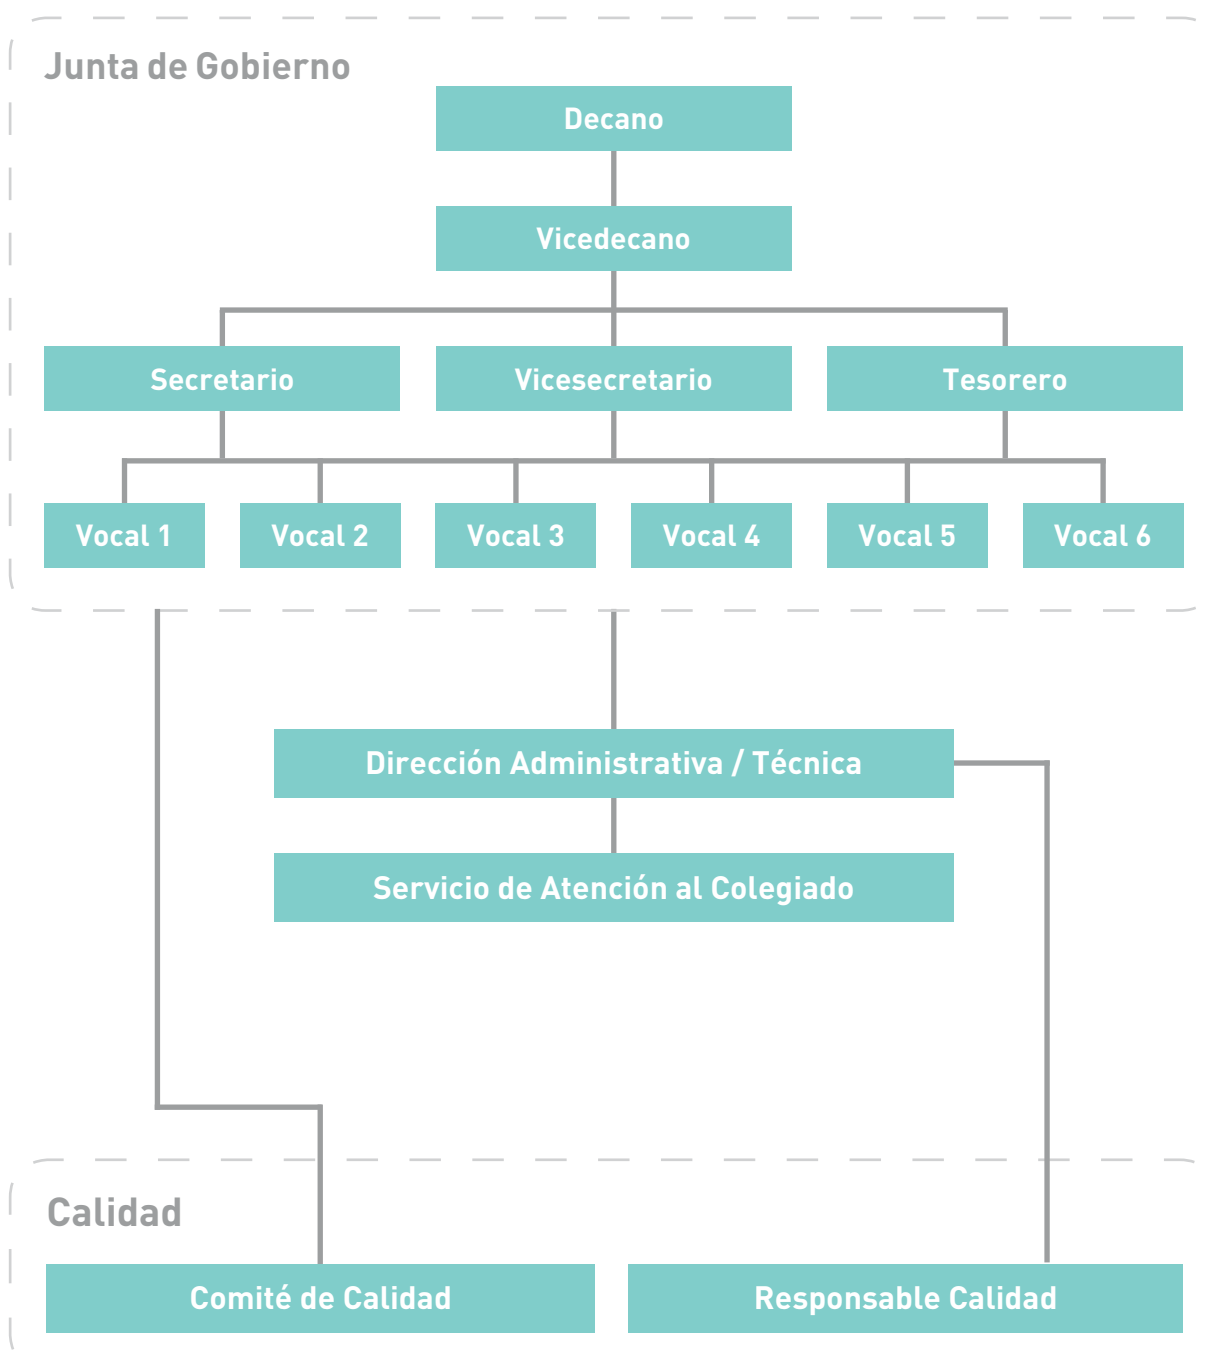 Junta de Gobierno
Decano
Vicedecano
Secretario
Vicesecretario
Tesorero
Vocal 1
Vocal 2
Vocal 3
Vocal 4
Vocal 5
Vocal 6
Dirección Administrativa / Técnica
Servicio de Atención al Colegiado
Calidad
Comité de Calidad
Responsable Calidad